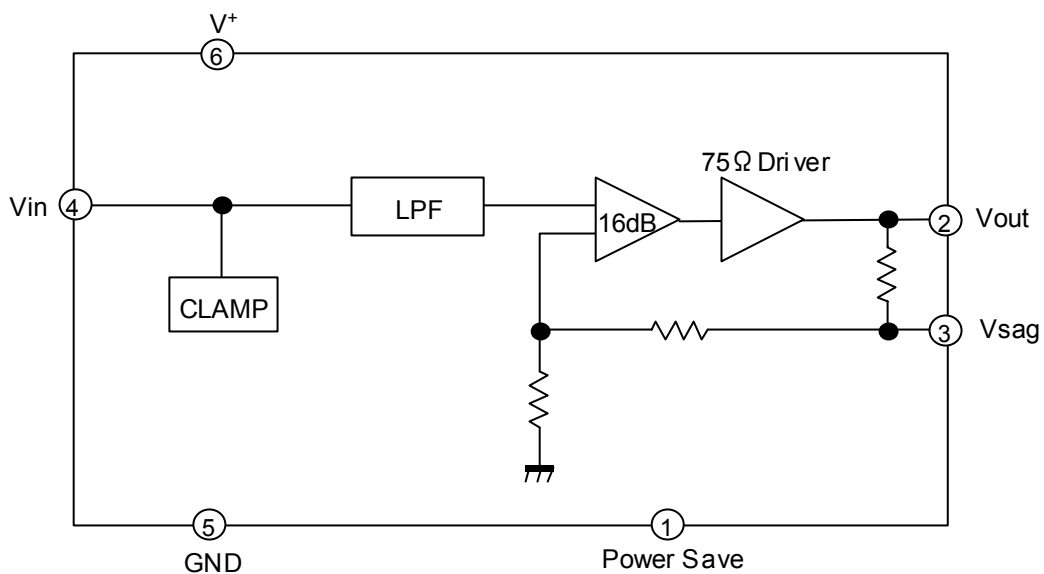 V+
6
75Ω Driver
Vin
4
LPF
16dB
2
Vout
CLAMP
3
Vsag
5
1
GND
Power Save